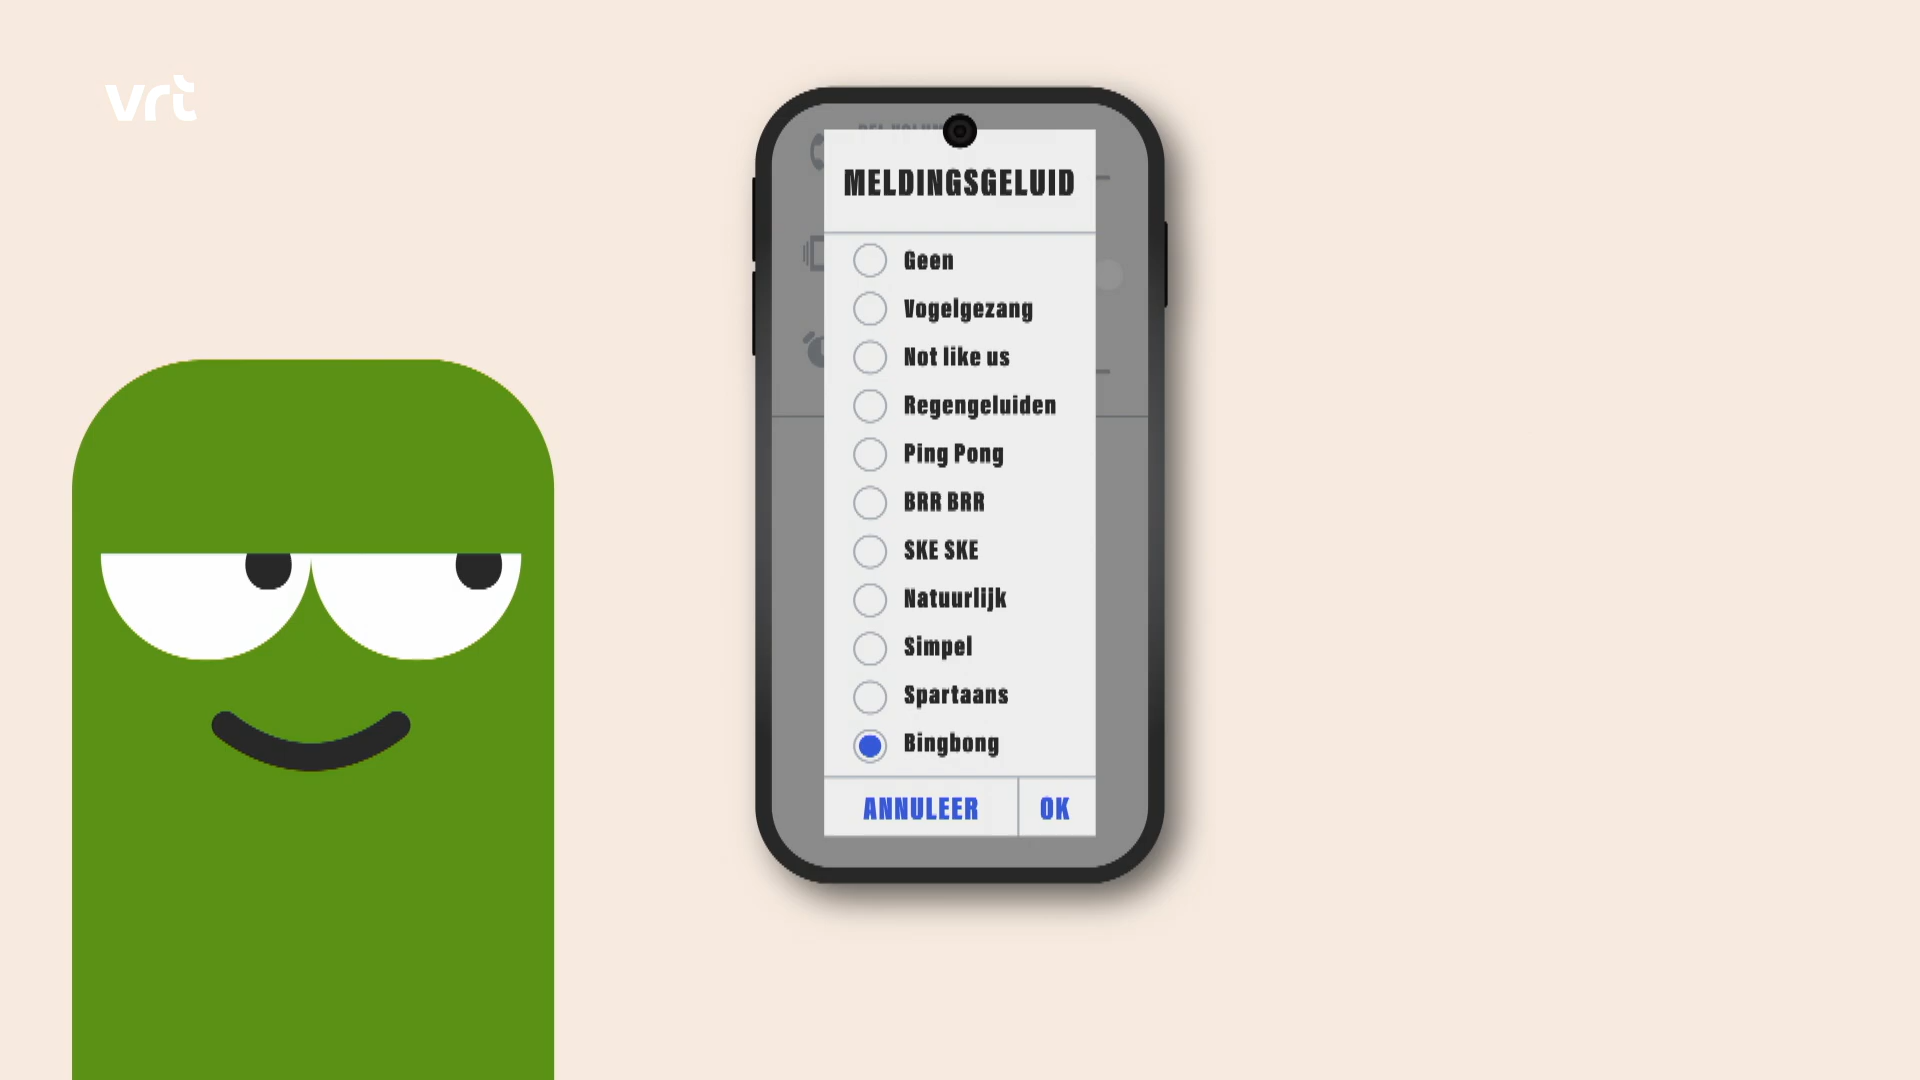 vrt
MELDINGSGELUID
Geen
Vogelgezang
Not like us
Regengeluiden
Ping Pong
BRR BRR
SKE SKE
Natuurlijk
Simpel
Spartaans
Bingbong
ANNULEER OK